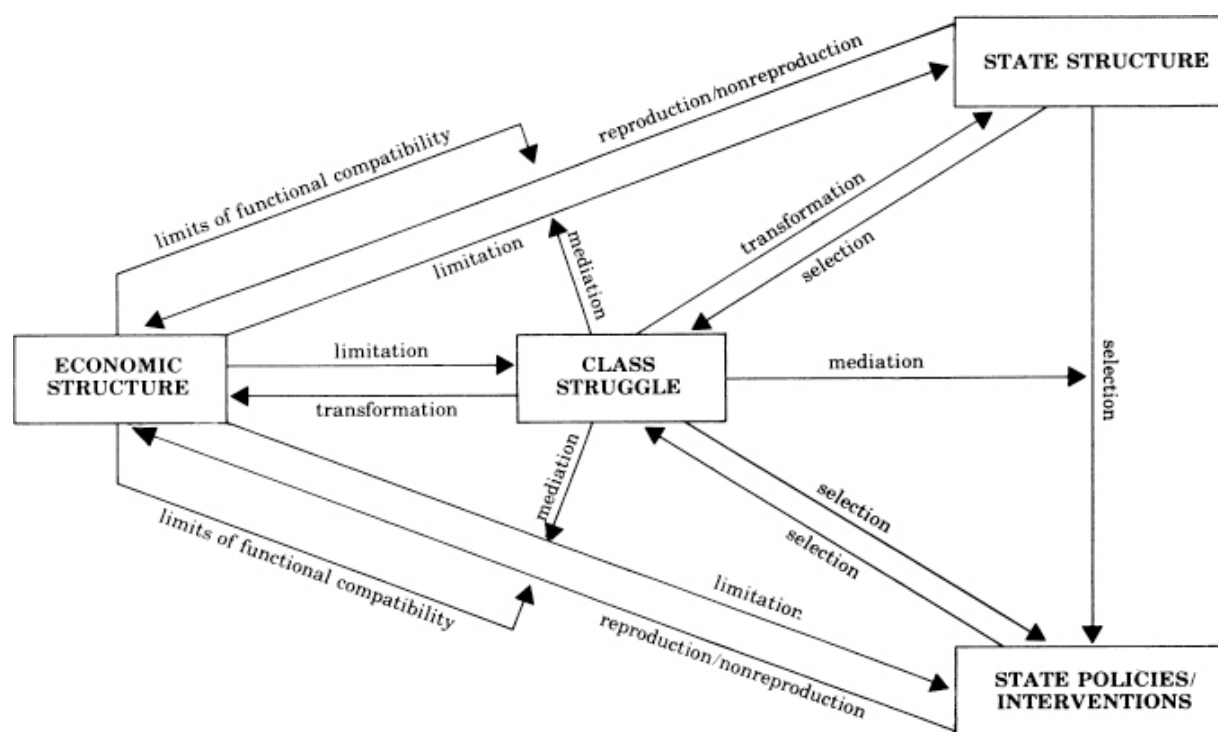 STATE STRUCTURE
reproduction/nonreproduction
limits of functional compatibility
transformation
mediation
limitation
selection
ECONOMIC
STRUCTURE
limitation
transformation
CLASS
STRUGGLE
mediation
selection
mediation
selection
selection
limits of functional compatibility
limitation
reproduction/nonreproduction
STATE POLICIES/
INTERVENTIONS